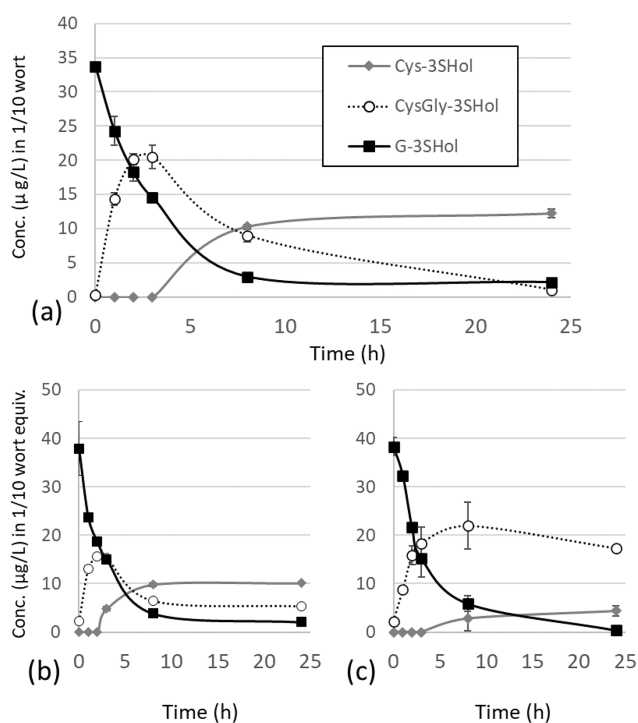 Conc. (μ g/L) in 1/10 wort
40
35
30
25
20
15
10
5
0
Cys-3SHol
CysGly-3SHol
G-3SHol
0 5 10 15 20 25
(a)
Time (h)
Conc. (μg/L) in 1/10 wort equiv.
50
40
30
20
10
0
0 5 10 15 20 25
(b)
Time (h)
50
40
30
20
10
0
0 5 10 15 20 25
(c)
Time (h)